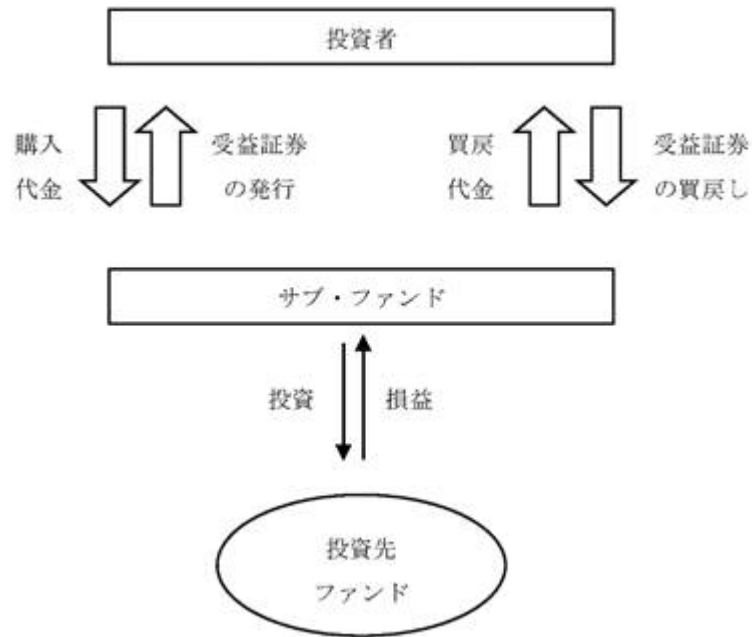 投資者
購入
代金
受益証券
の発行
買戻
代金
受益証券
の買戻し
サブ・ファンド
投資
損益
投資先
ファンド